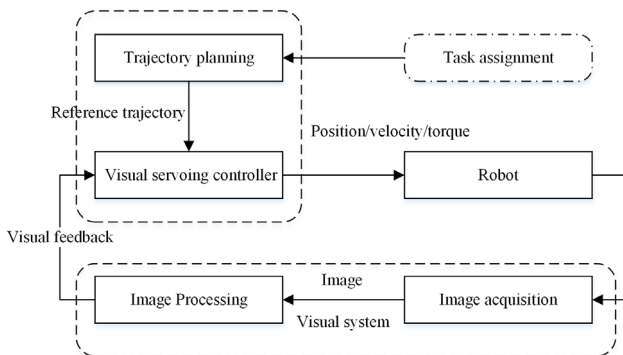 Trajectory planning
Task assignment
Reference trajectory
Position/velocity/torque
Visual servoing controller
Robot
Visual feedback
Image
Image Processing
Image acquisition
Visual system